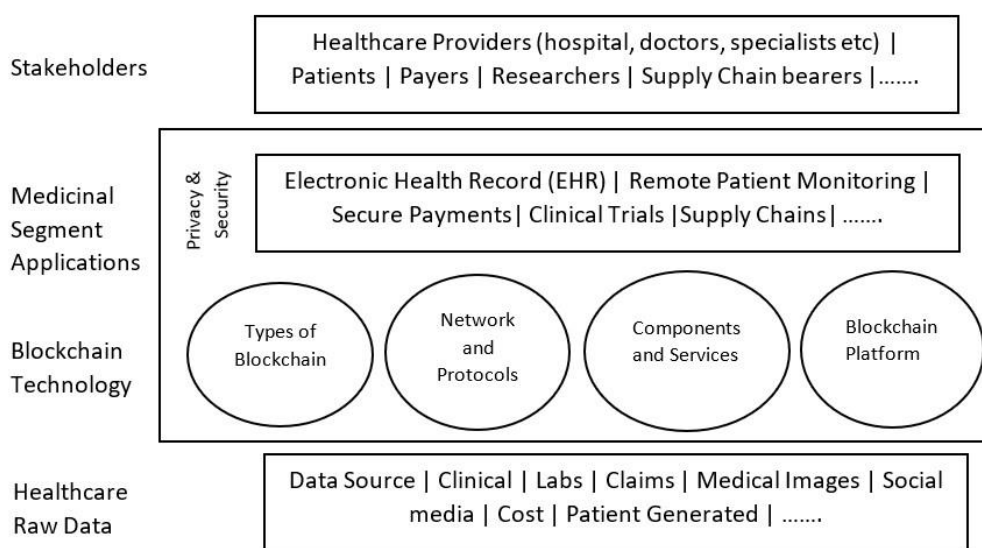 Stakeholders
Healthcare Providers (hospital, doctors, specialists etc) |
Patients | Payers | Researchers | Supply Chain bearers |…….
Medicinal
Segment
Applications
Privacy &
Security
Electronic Health Record (EHR) | Remote Patient Monitoring |
Secure Payments| Clinical Trials |Supply Chains| …….
Blockchain
Technology
Types of
Blockchain
Network
and
Protocols
Components
and Services
Blockchain
Platform
Healthcare
Raw Data
Data Source | Clinical | Labs | Claims | Medical Images | Social
media | Cost | Patient Generated | …….